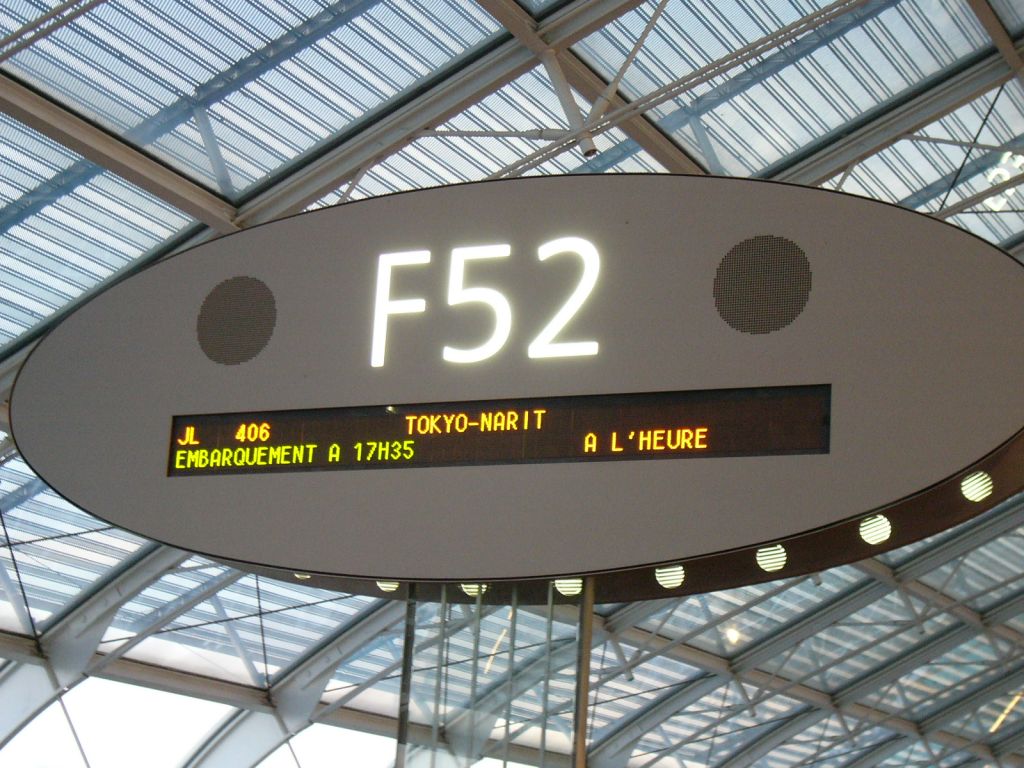 F52
JL 406 TOKYO-NARIT
EMBARQUEMENT A 17H35 A L'HEURE